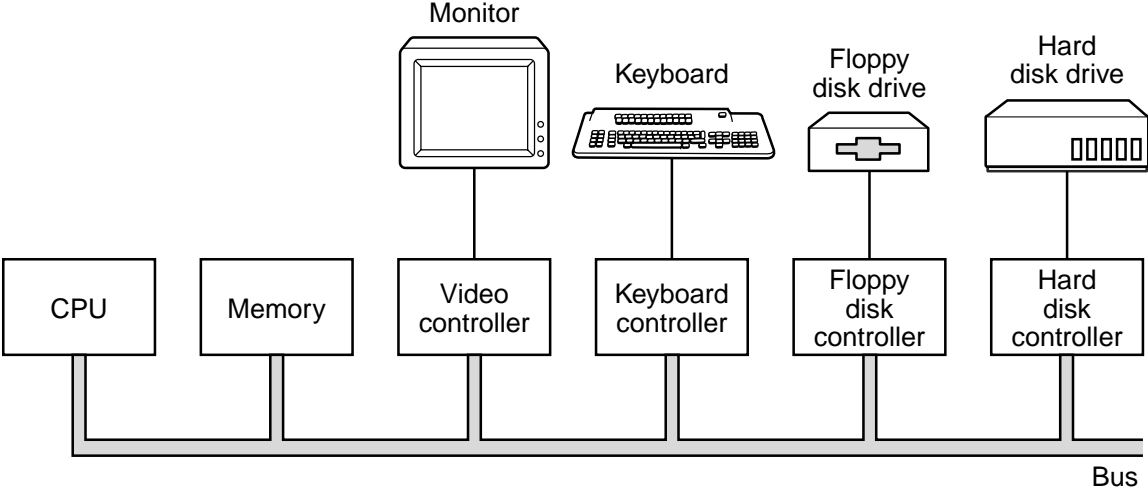 Monitor
Keyboard
Floppy
disk drive
Hard
disk drive
CPU
Memory
Video
controller
Keyboard
controller
Floppy
disk
controller
Hard
disk
controller
Bus